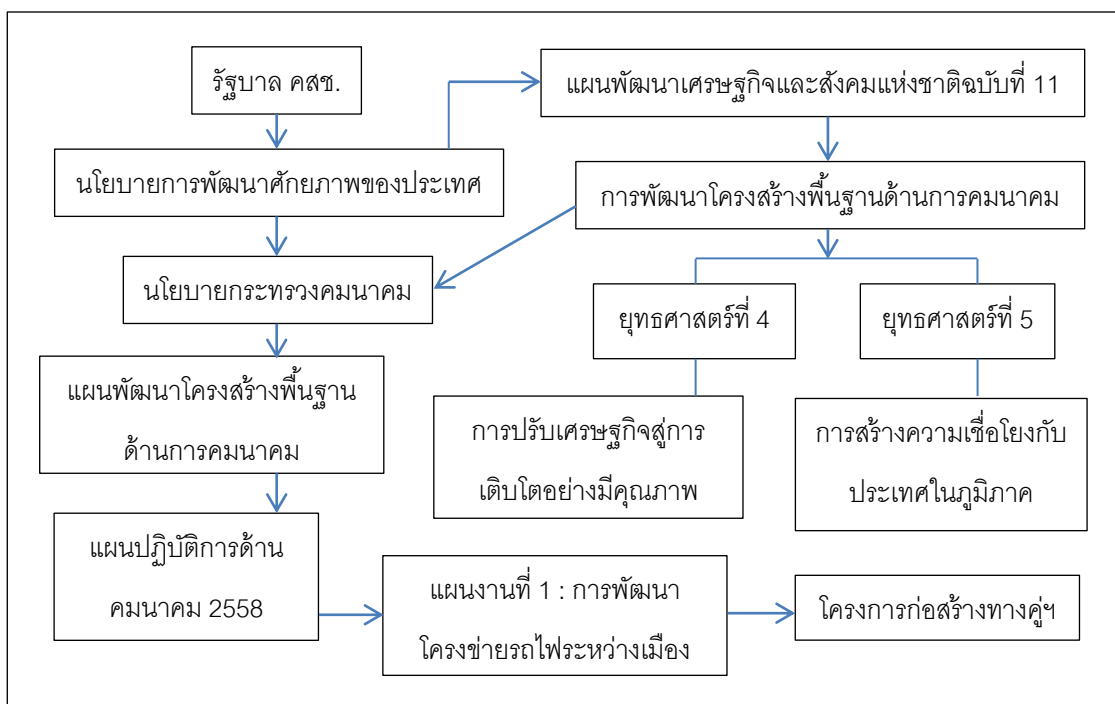 รัฐบาล คสช.
แผนพัฒนาเศรษฐกิจและสังคมแห่งชาติฉบับที่ 11
นโยบายการพัฒนาศักยภาพของประเทศ
การพัฒนาโครงสร้างพื้นฐานด้านการคมนาคม
นโยบายกระทรวงคมนาคม
ยุทธศาสตร์ที่ 4
ยุทธศาสตร์ที่ 5
แผนพัฒนาโครงสร้างพื้นฐาน
ด้านการคมนาคม
การปรับเศรษฐกิจสู่การ
เติบโตอย่างมีคุณภาพ
การสร้างความเชื่อโยงกับ
ประเทศในภูมิภาค
แผนปฏิบัติการด้าน
คมนาคม 2558
แผนงานที่ 1 : การพัฒนา
โครงข่ายรถไฟระหว่างเมือง
โครงการก่อสร้างทางคู่ฯ